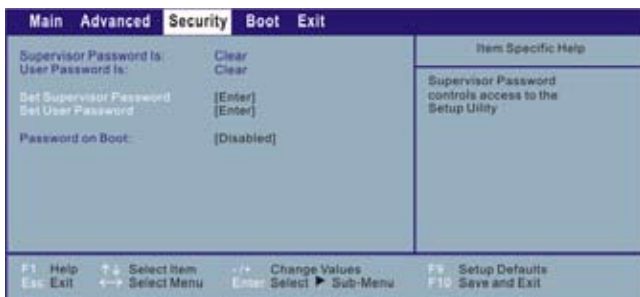 Main Advanced Security Boot Exit
Supervisor Password Is: Clear
User Password Is: Clear
Set Supervisor Password [Enter]
Set User Password [Enter]
Password on Boot: [Disabled]
Item Specific Help
Supervisor Password
controls access to the
Setup Uility
F1 Help ↑↓ Select Item -/+ Change Values F9 Setup Defaults
Esc Exit ←→ Select Menu Enter Select ▶ Sub-Menu F10 Save and Exit